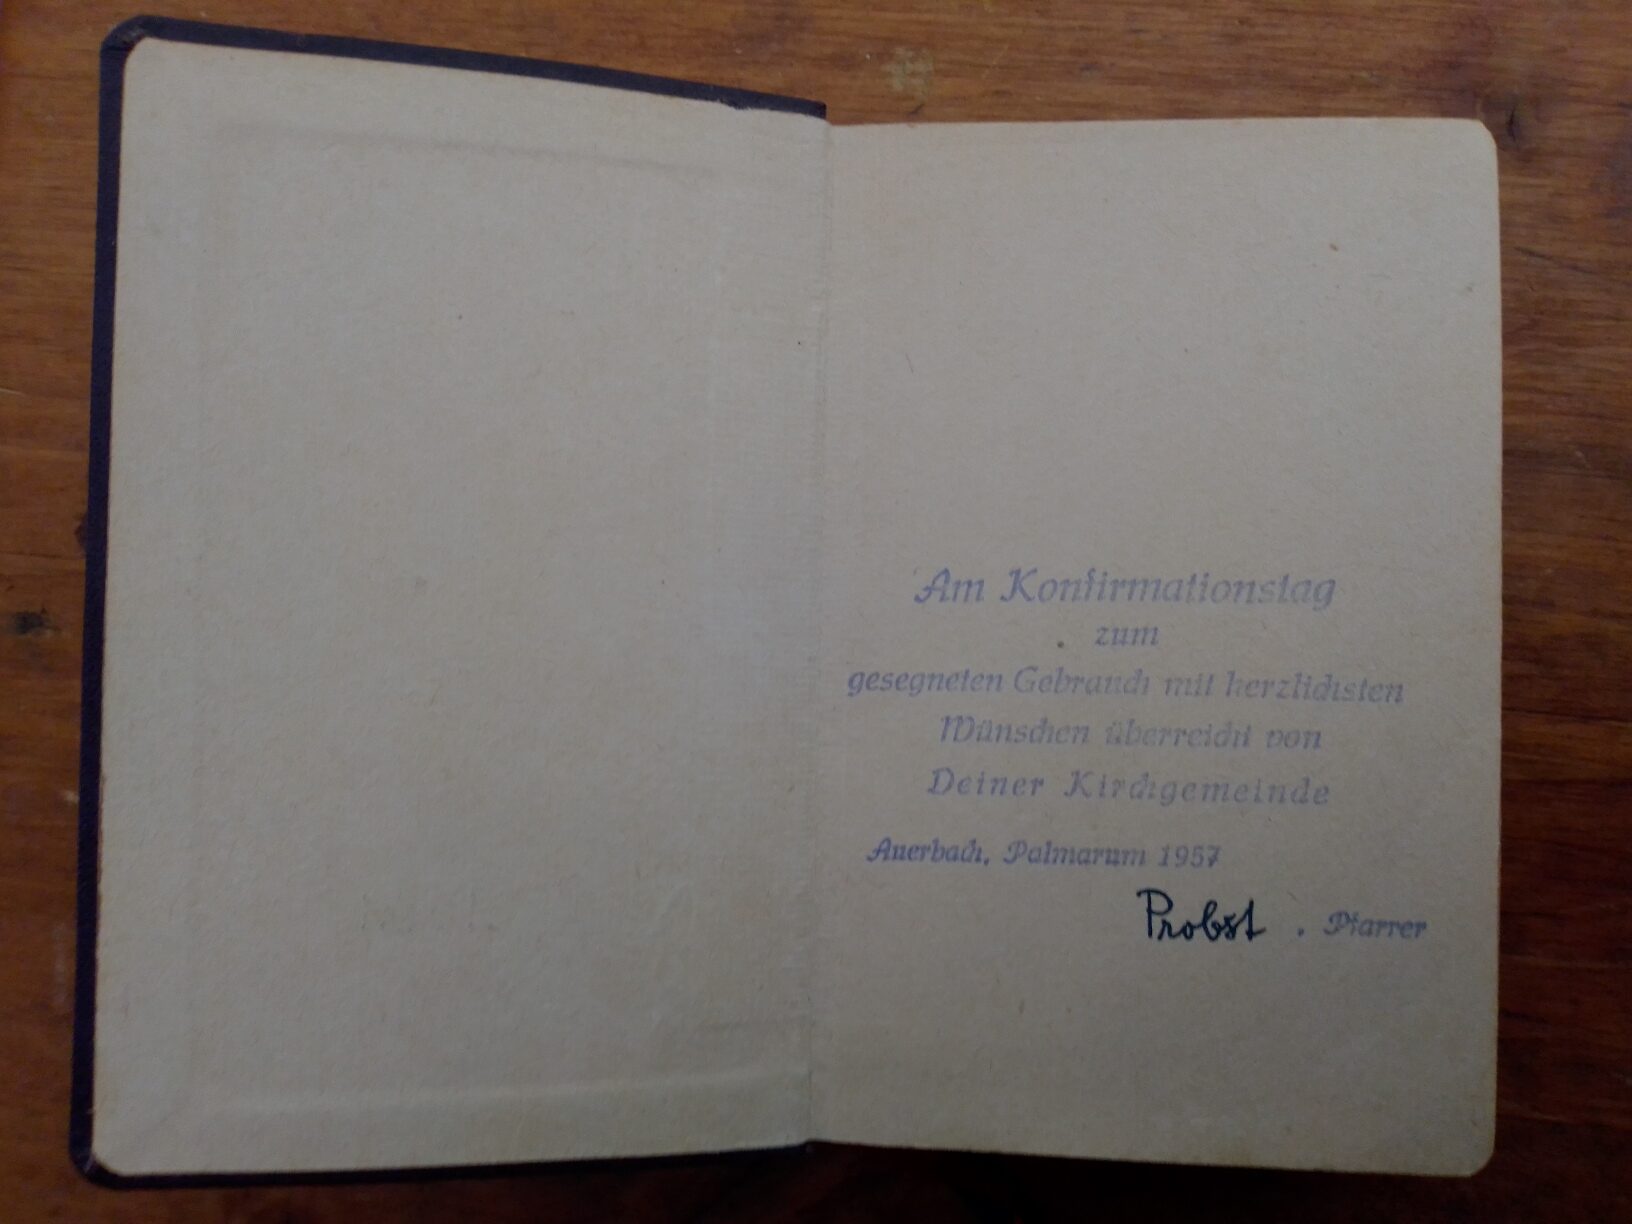 Am Konfirmationstag
zum
gesegneten Gebrauch mit herzlichsten
Wünschen überreicht von
Deiner Kirchgemeinde
Auerbach, Palmarum 1957
Probst , Pfarrer